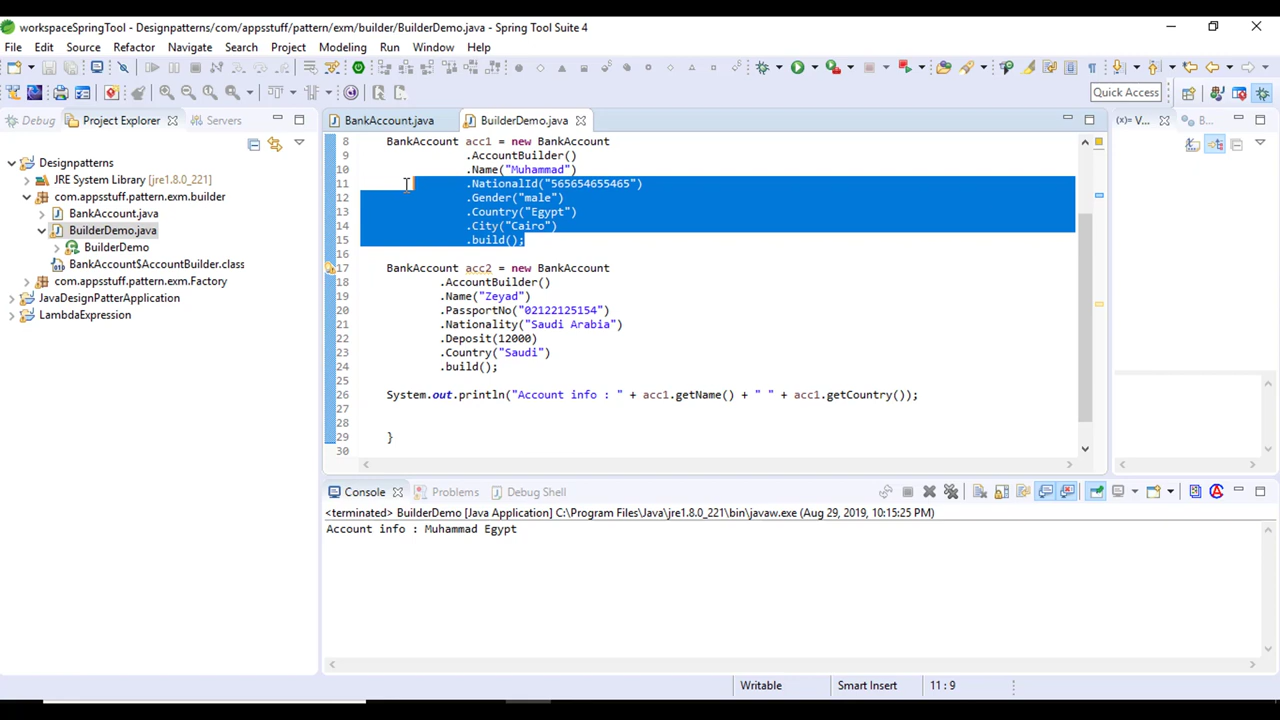 workspaceSpringTool - Designpatterns/com/appsstuff/pattern/exm/builder/BuilderDemo.java - Spring Tool Suite 4
File Edit Source Refactor Navigate Search Project Modeling Run Window Help
Quick Access
Debug Project Explorer Servers
BankAccount.java BuilderDemo.java
V... B...
Designpatterns
JRE System Library [jre1.8.0_221]
com.appsstuff.pattern.exm.builder
BankAccount.java
BuilderDemo.java
BuilderDemo
BankAccount$AccountBuilder.class
com.appsstuff.pattern.exm.Factory
JavaDesignPatterApplication
LambdaExpression
8 BankAccount acc1 = new BankAccount
9 .AccountBuilder()
10 .Name("Muhammad")
11 .NationalId("565654655465")
12 .Gender("male")
13 .Country("Egypt")
14 .City("Cairo")
15 .build();
16
17 BankAccount acc2 = new BankAccount
18 .AccountBuilder()
19 .Name("Zeyad")
20 .PassportNo("02122125154")
21 .Nationality("Saudi Arabia")
22 .Deposit(12000)
23 .Country("Saudi")
24 .build();
25
26 System.out.println("Account info : " + acc1.getName() + " " + acc1.getCountry());
27
28
29 }
30
Console Problems Debug Shell
<terminated> BuilderDemo [Java Application] C:\Program Files\Java\jre1.8.0_221\bin\javaw.exe (Aug 29, 2019, 10:15:25 PM)
Account info : Muhammad Egypt
Writable Smart Insert 11 : 9